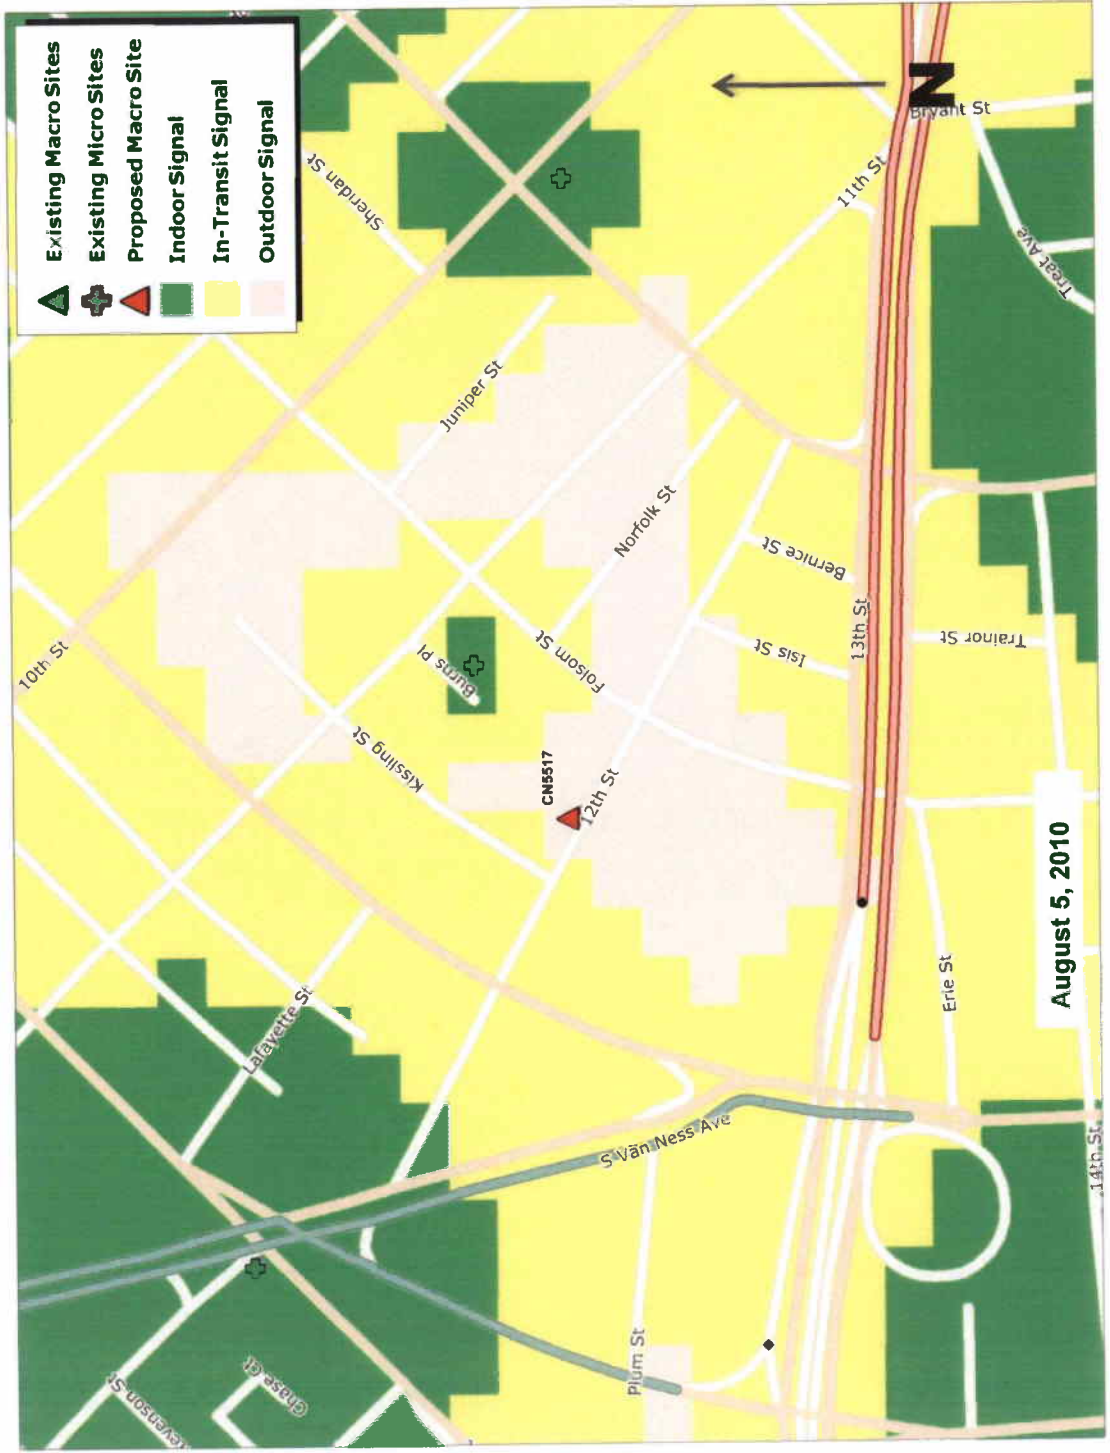 Existing Macro Sites
Existing Micro Sites
Proposed Macro Site
Indoor Signal
In-Transit Signal
Outdoor Signal
N
Bryant St
Sheridan St
11th St
Treat Ave
Juniper St
Norfolk St
Bernice St
10th St
Burns Pl
Folsom St
Isis St
13th St
Trainor St
Kissling St
CN5517
12th St
Lafayette St
Erie St
August 5, 2010
S Van Ness Ave
14th St
Plum St
Chase Ct
tevenson St